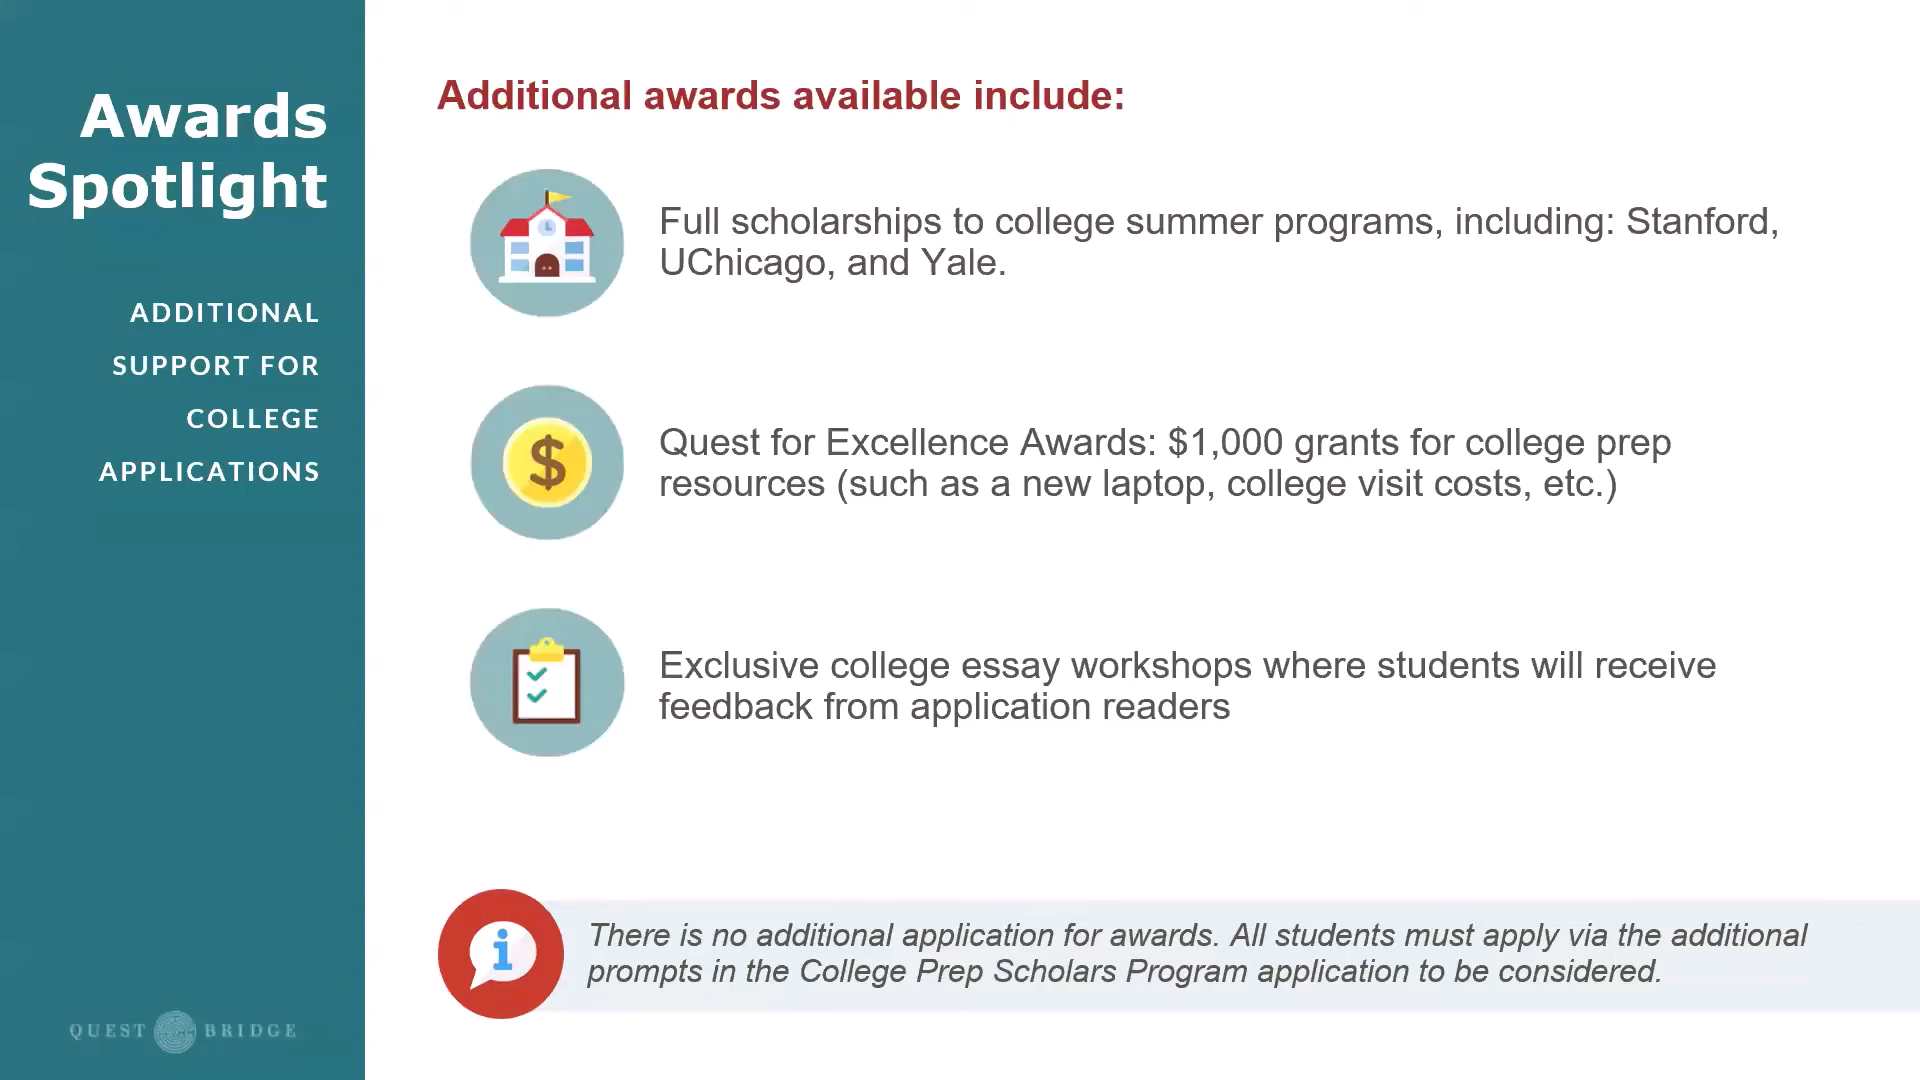 Awards
Spotlight
ADDITIONAL
SUPPORT FOR
COLLEGE
APPLICATIONS
QUEST BRIDGE
Additional awards available include:
Full scholarships to college summer programs, including: Stanford,
UChicago, and Yale.
$
Quest for Excellence Awards: $1,000 grants for college prep
resources (such as a new laptop, college visit costs, etc.)
Exclusive college essay workshops where students will receive
feedback from application readers
i
There is no additional application for awards. All students must apply via the additional
prompts in the College Prep Scholars Program application to be considered.